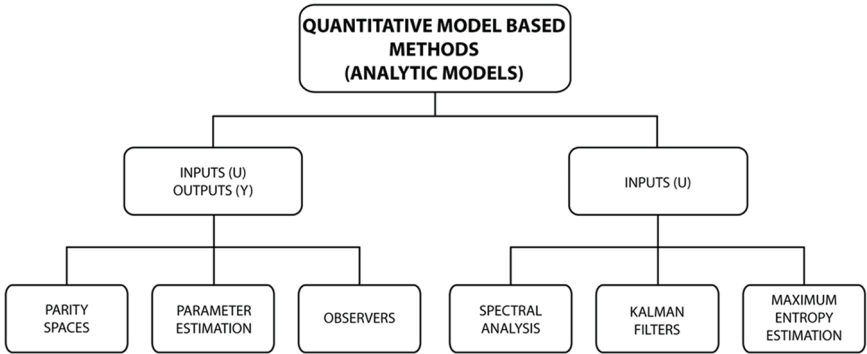 QUANTITATIVE MODEL BASED
METHODS
(ANALYTIC MODELS)
INPUTS (U)
OUTPUTS (Y)
INPUTS (U)
PARITY
SPACES
PARAMETER
ESTIMATION
OBSERVERS
SPECTRAL
ANALYSIS
KALMAN
FILTERS
MAXIMUM
ENTROPY
ESTIMATION